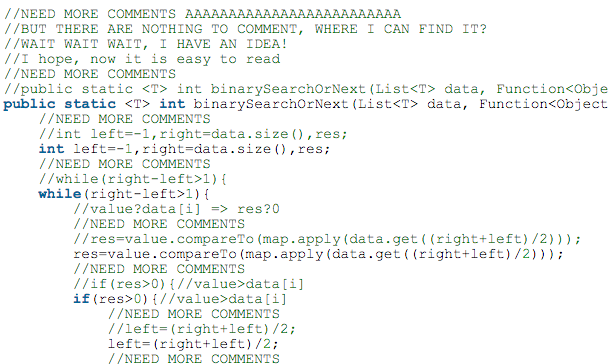 //NEED MORE COMMENTS AAAAAAAAAAAAAAAAAAAAAAAAA
//BUT THERE ARE NOTHING TO COMMENT, WHERE I CAN FIND IT?
//WAIT WAIT WAIT, I HAVE AN IDEA!
//I hope, now it is easy to read
//NEED MORE COMMENTS
//public static <T> int binarySearchOrNext(List<T> data, Function<Obje
public static <T> int binarySearchOrNext(List<T> data, Function<Object
//NEED MORE COMMENTS
//int left=-1,right=data.size(),res;
int left=-1,right=data.size(),res;
//NEED MORE COMMENTS
//while(right-left>1){
while(right-left>1){
//value?data[i] => res?0
//NEED MORE COMMENTS
//res=value.compareTo(map.apply(data.get((right+left)/2)));
res=value.compareTo(map.apply(data.get((right+left)/2)));
//NEED MORE COMMENTS
//if(res>0){//value>data[i]
if(res>0){//value>data[i]
//NEED MORE COMMENTS
//left=(right+left)/2;
left=(right+left)/2;
//NEED MORE COMMENTS